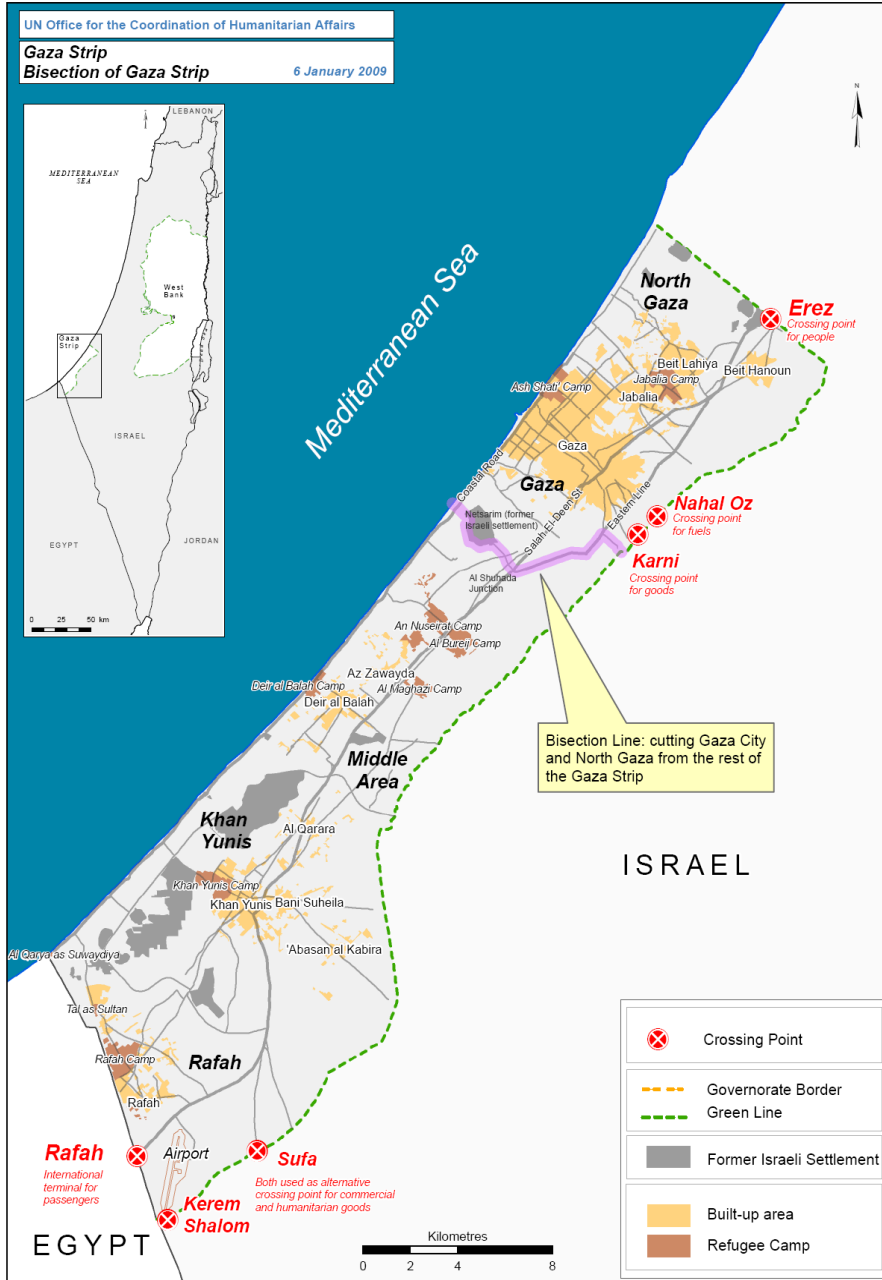 UN Office for the Coordination of Humanitarian Affairs
Gaza Strip
Bisection of Gaza Strip
6 January 2009
LEBANON
N
MEDITERRANEAN
SEA
West
Bank
Dead Sea
Gaza
Strip
ISRAEL
EGYPT
JORDAN
0 25 50 km
N
Mediterranean Sea
North
Gaza
Erez
Crossing point
for people
Beit Lahiya
Beit Hanoun
Jabalia Camp
Ash Shati' Camp
Jabalia
Gaza
Gaza
Coastal Road
Salah El-Deen St
Eastern Line
Netsarim (former
Israeli settlement)
Nahal Oz
Crossing point
for fuels
Karni
Crossing point
for goods
Al Shuhada
Junction
An Nuseirat Camp
Al Bureij Camp
Az Zawayda
Deir al Balah Camp
Al Maghazi Camp
Deir al Balah
Bisection Line: cutting Gaza City
and North Gaza from the rest of
the Gaza Strip
Middle
Area
Khan
Yunis
Al Qarara
ISRAEL
Khan Yunis Camp
Khan Yunis
Bani Suheila
'Abasan al Kabira
Al Qarya as Suwaydiya
Tal as Sultan
Rafah Camp
Rafah
Rafah
Rafah
International
terminal for
passengers
Airport
Sufa
Both used as alternative
crossing point for commercial
and humanitarian goods
Kerem
Shalom
EGYPT
Kilometres
0 2 4 6 8
Crossing Point
Governorate Border
Green Line
Former Israeli Settlement
Built-up area
Refugee Camp